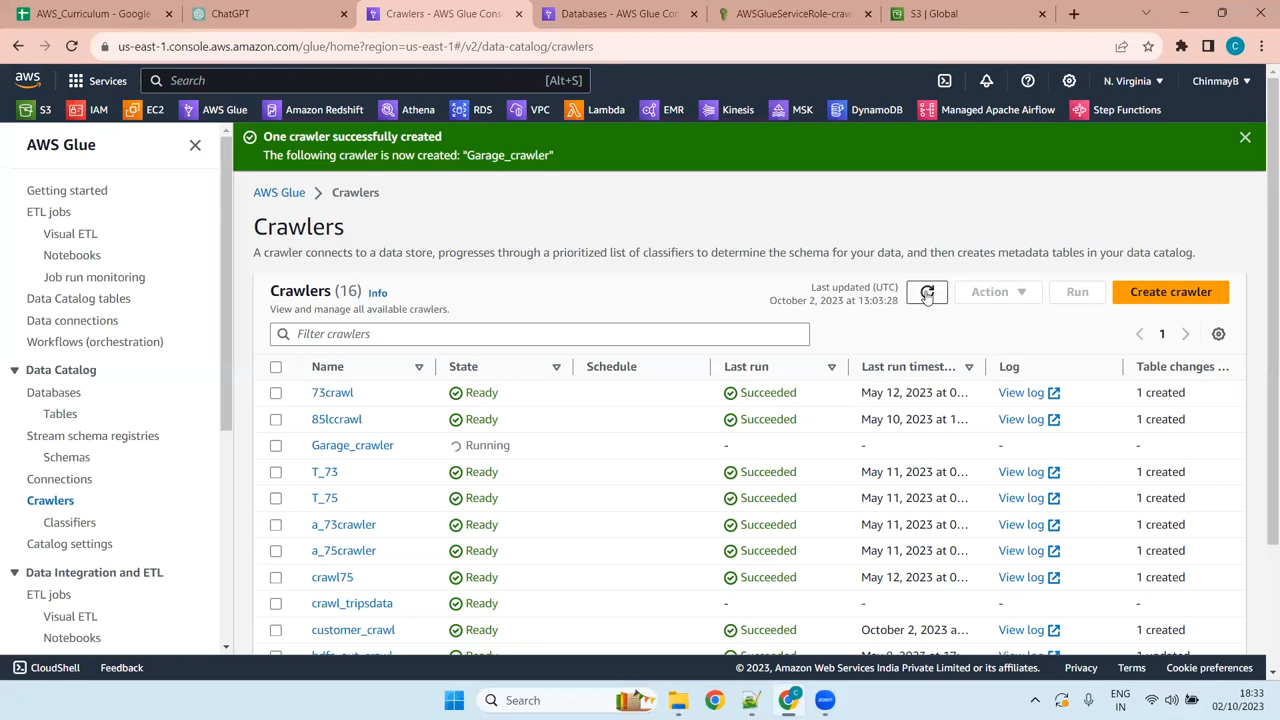 AWS_Curriculum - Google
ChatGPT
Crawlers - AWS Glue Cons
Databases - AWS Glue Con
AWSGlueServiceRole-craw
S3 | Global
us-east-1.console.aws.amazon.com/glue/home?region=us-east-1#/v2/data-catalog/crawlers
C
aws
Services
Search
[Alt+S]
N. Virginia
ChinmayB
S3
IAM
EC2
AWS Glue
Amazon Redshift
Athena
RDS
VPC
Lambda
EMR
Kinesis
MSK
DynamoDB
Managed Apache Airflow
Step Functions
AWS Glue
Getting started
ETL jobs
Visual ETL
Notebooks
Job run monitoring
Data Catalog tables
Data connections
Workflows (orchestration)
Data Catalog
Databases
Tables
Stream schema registries
Schemas
Connections
Crawlers
Classifiers
Catalog settings
Data Integration and ETL
ETL jobs
Visual ETL
Notebooks
One crawler successfully created
The following crawler is now created: "Garage_crawler"
AWS Glue
Crawlers
Crawlers
A crawler connects to a data store, progresses through a prioritized list of classifiers to determine the schema for your data, and then creates metadata tables in your data catalog.
Crawlers (16) Info
View and manage all available crawlers.
Last updated (UTC)
October 2, 2023 at 13:03:28
Action
Run
Create crawler
Filter crawlers
1
Name State Schedule Last run Last run timest... Log Table changes ...
73crawl Ready Succeeded May 12, 2023 at 0... View log 1 created
85lccrawl Ready Succeeded May 10, 2023 at 1... View log 1 created
Garage_crawler Running - - - -
T_73 Ready Succeeded May 11, 2023 at 0... View log 1 created
T_75 Ready Succeeded May 11, 2023 at 0... View log 1 created
a_73crawler Ready Succeeded May 11, 2023 at 0... View log 1 created
a_75crawler Ready Succeeded May 11, 2023 at 0... View log 1 created
crawl75 Ready Succeeded May 12, 2023 at 0... View log 1 created
crawl_tripsdata Ready - - - -
customer_crawl Ready Succeeded October 2, 2023 a... View log 1 created
CloudShell
Feedback
© 2023, Amazon Web Services India Private Limited or its affiliates.
Privacy
Terms
Cookie preferences
Search
ENG
IN
18:33
02/10/2023